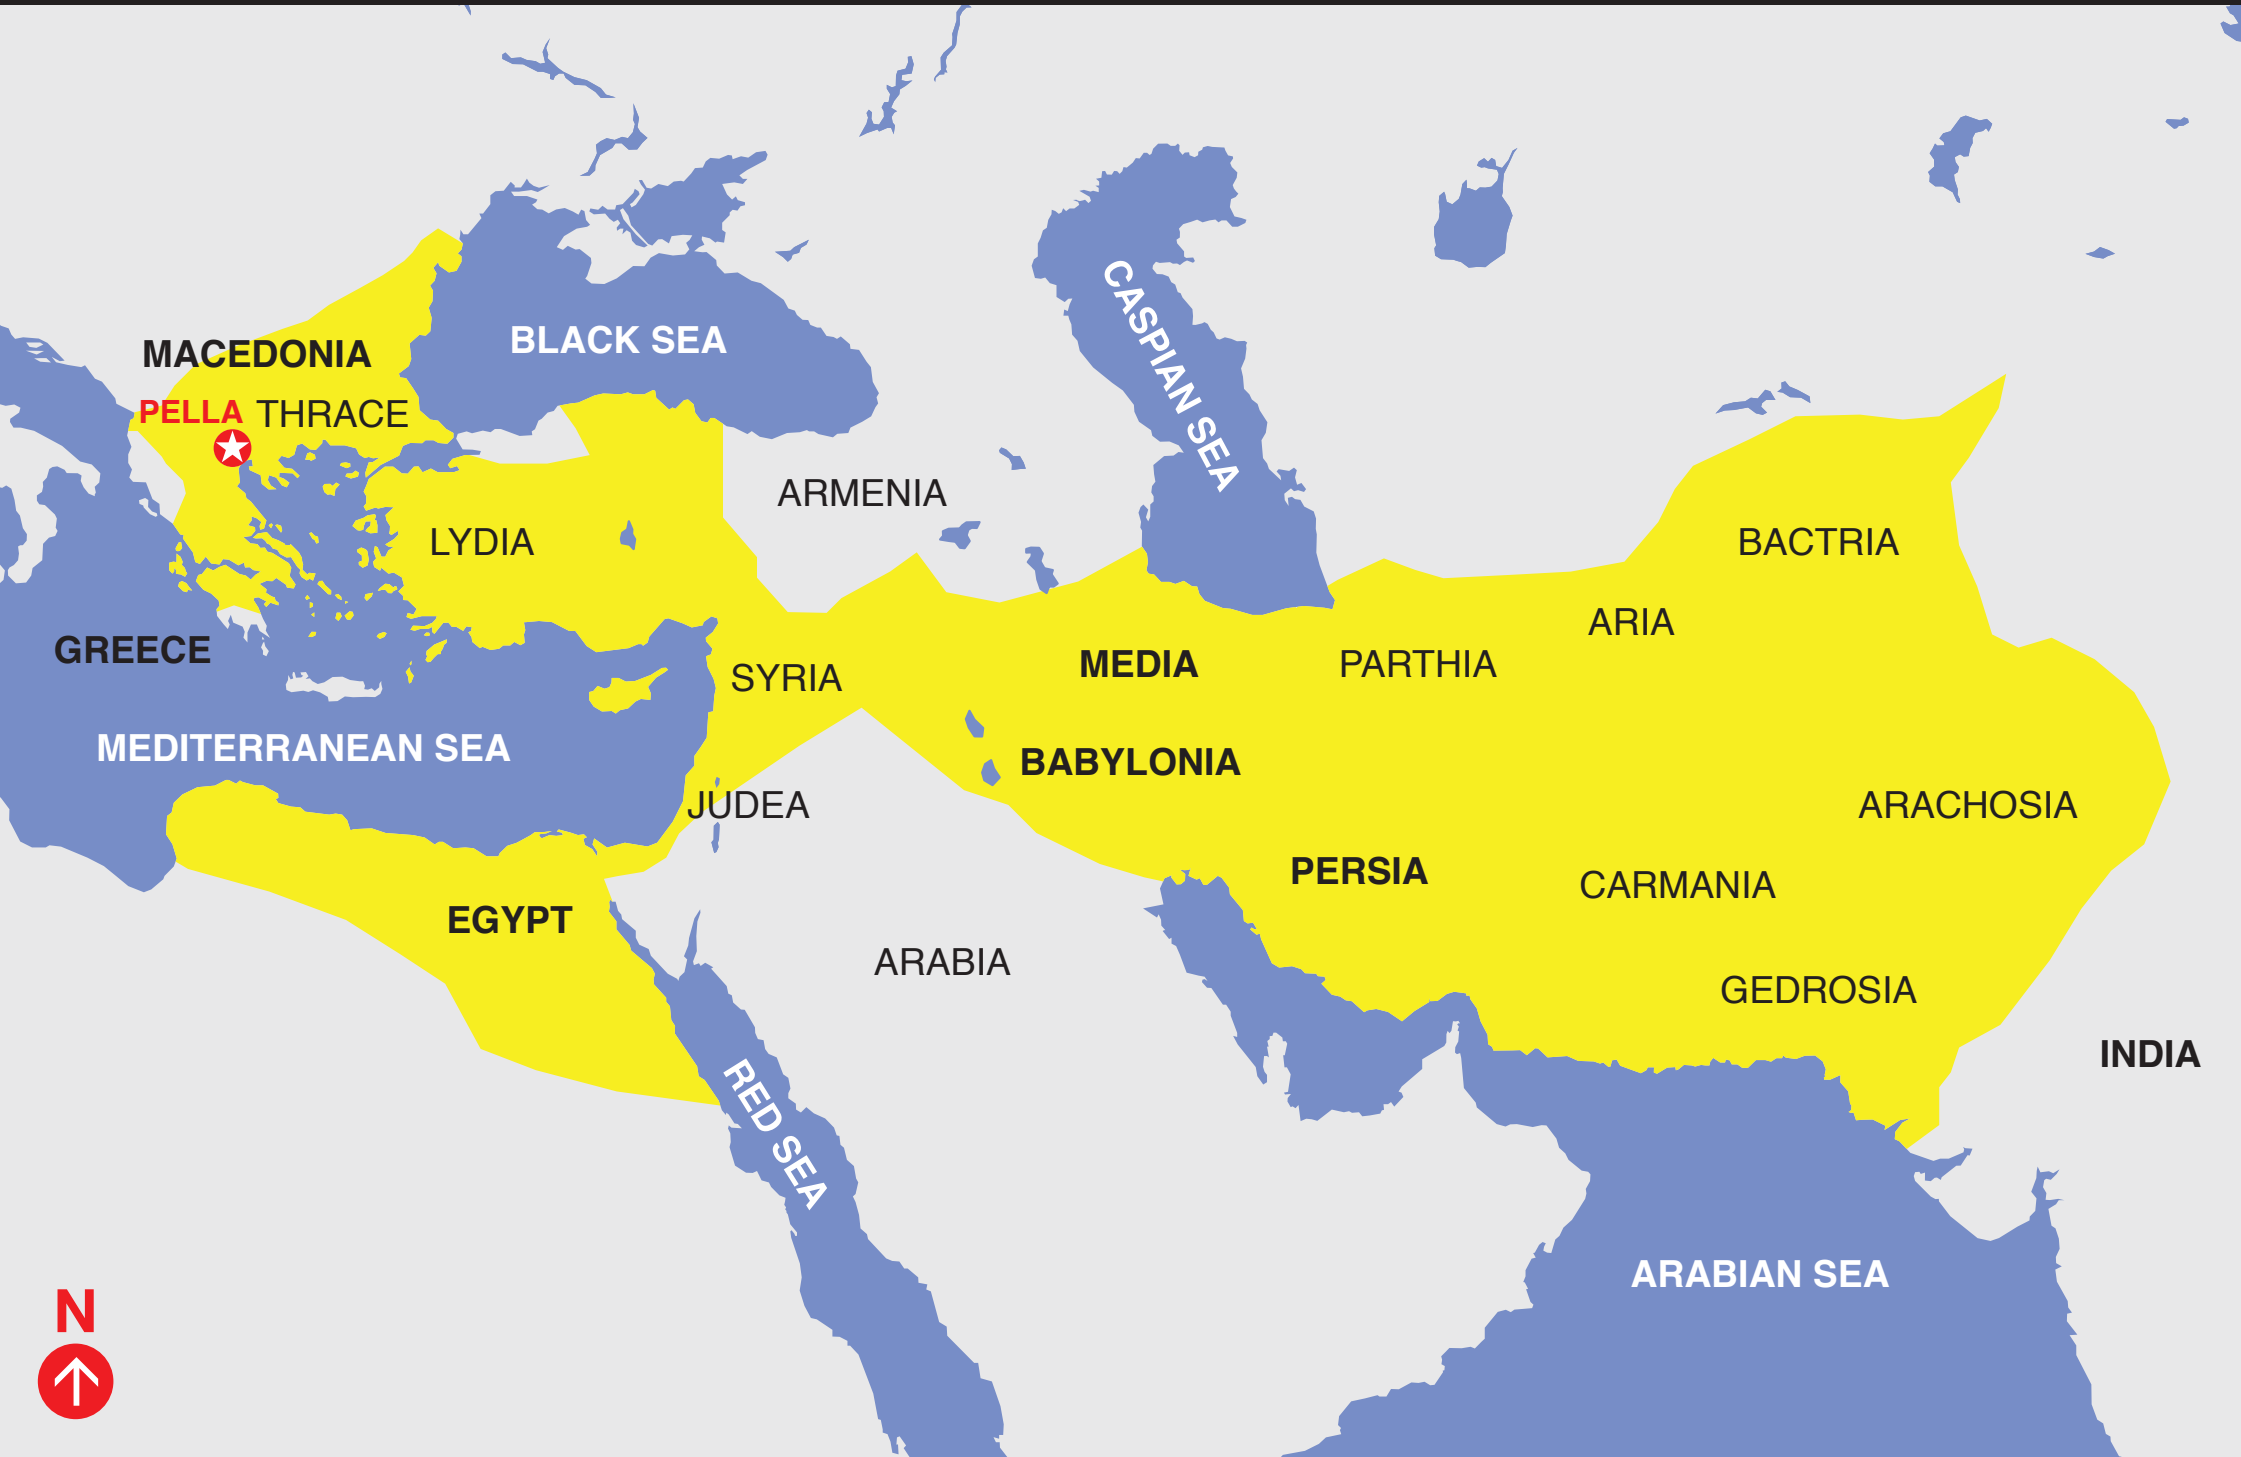 BLACK SEA
CASPIAN SEA
MACEDONIA
PELLA
THRACE
ARMENIA
LYDIA
BACTRIA
ARIA
GREECE
SYRIA
MEDIA
PARTHIA
MEDITERRANEAN SEA
BABYLONIA
JUDEA
ARACHOSIA
PERSIA
CARMANIA
EGYPT
ARABIA
GEDROSIA
INDIA
RED SEA
ARABIAN SEA
N